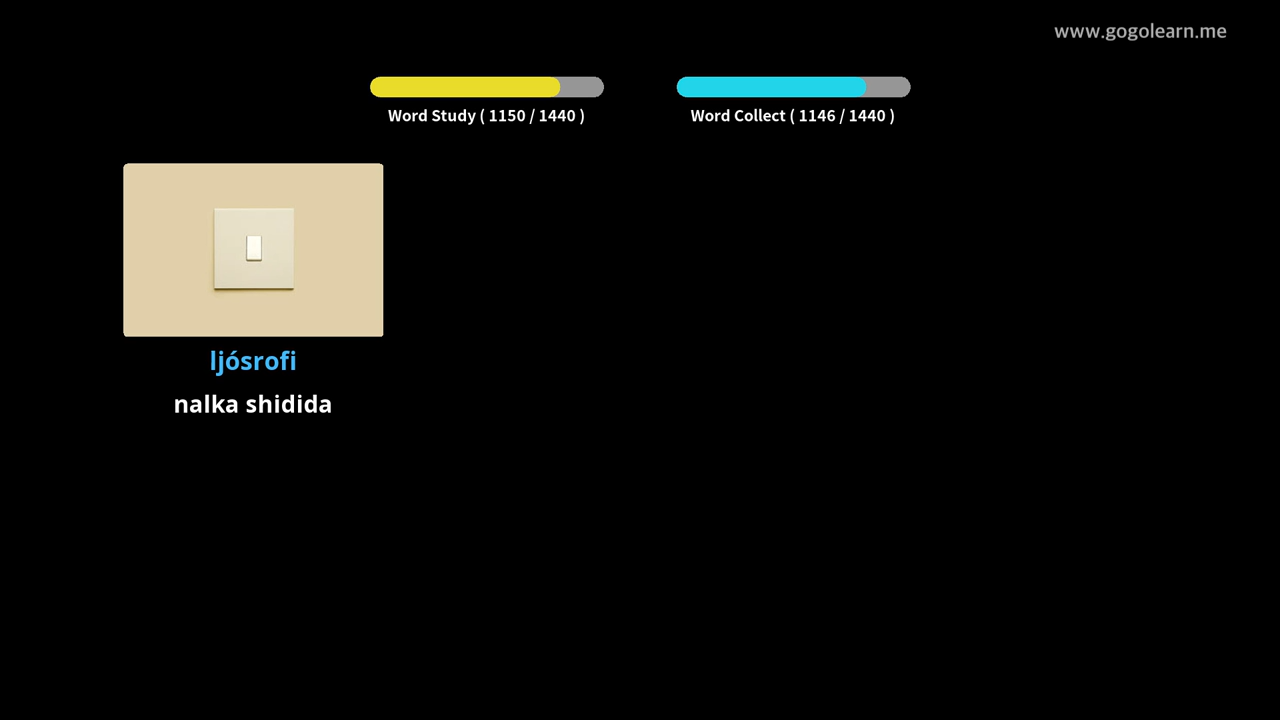 www.gogolearn.me
Word Study ( 1150 / 1440 )
Word Collect ( 1146 / 1440 )
ljósrofi
nalka shidida